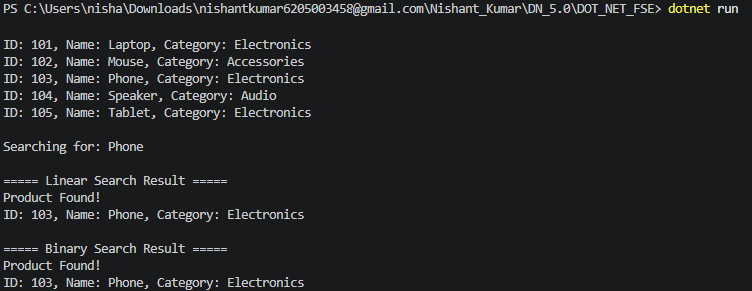 PS C:\Users\nisha\Downloads\nishantkumar6205003458@gmail.com\Nishant_Kumar\DN_5.0\DOT_NET_FSE> dotnet run
ID: 101, Name: Laptop, Category: Electronics
ID: 102, Name: Mouse, Category: Accessories
ID: 103, Name: Phone, Category: Electronics
ID: 104, Name: Speaker, Category: Audio
ID: 105, Name: Tablet, Category: Electronics
Searching for: Phone
===== Linear Search Result =====
Product Found!
ID: 103, Name: Phone, Category: Electronics
===== Binary Search Result =====
Product Found!
ID: 103, Name: Phone, Category: Electronics